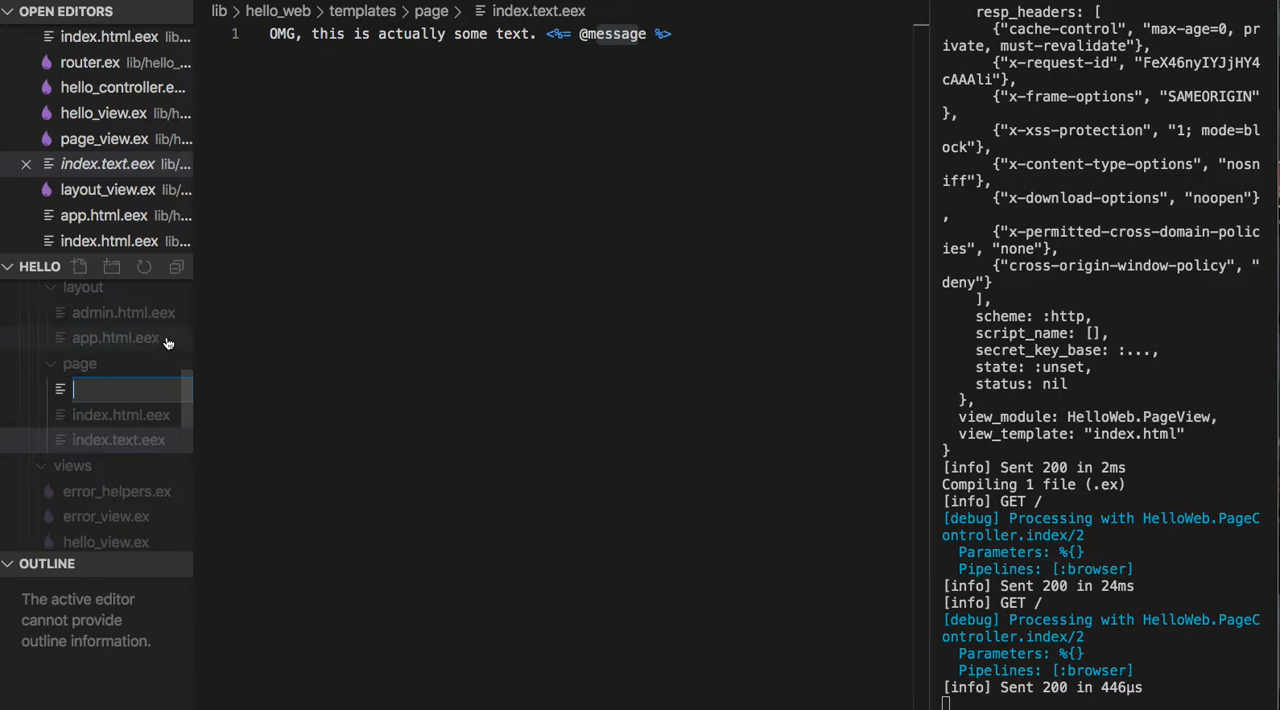 OPEN EDITORS
index.html.eex lib...
router.ex lib/hello_...
hello_controller.e...
hello_view.ex lib/h...
page_view.ex lib/h...
index.text.eex lib/...
layout_view.ex lib/...
app.html.eex lib/h...
index.html.eex lib...
HELLO
layout
admin.html.eex
app.html.eex
page
index.html.eex
index.text.eex
views
error_helpers.ex
error_view.ex
hello_view.ex
OUTLINE
The active editor
cannot provide
outline information.
lib > hello_web > templates > page > index.text.eex
1 OMG, this is actually some text. <%= @message %>
resp_headers: [
{"cache-control", "max-age=0, pr
ivate, must-revalidate"},
{"x-request-id", "FeX46nyIYJjHY4
cAAAli"},
{"x-frame-options", "SAMEORIGIN"
},
{"x-xss-protection", "1; mode=bl
ock"},
{"x-content-type-options", "nosn
iff"},
{"x-download-options", "noopen"}
,
{"x-permitted-cross-domain-polic
ies", "none"},
{"cross-origin-window-policy", "
deny"}
],
scheme: :http,
script_name: [],
secret_key_base: :...,
state: :unset,
status: nil
},
view_module: HelloWeb.PageView,
view_template: "index.html"
}
[info] Sent 200 in 2ms
Compiling 1 file (.ex)
[info] GET /
[debug] Processing with HelloWeb.PageC
ontroller.index/2
Parameters: %{}
Pipelines: [:browser]
[info] Sent 200 in 24ms
[info] GET /
[debug] Processing with HelloWeb.PageC
ontroller.index/2
Parameters: %{}
Pipelines: [:browser]
[info] Sent 200 in 446µs